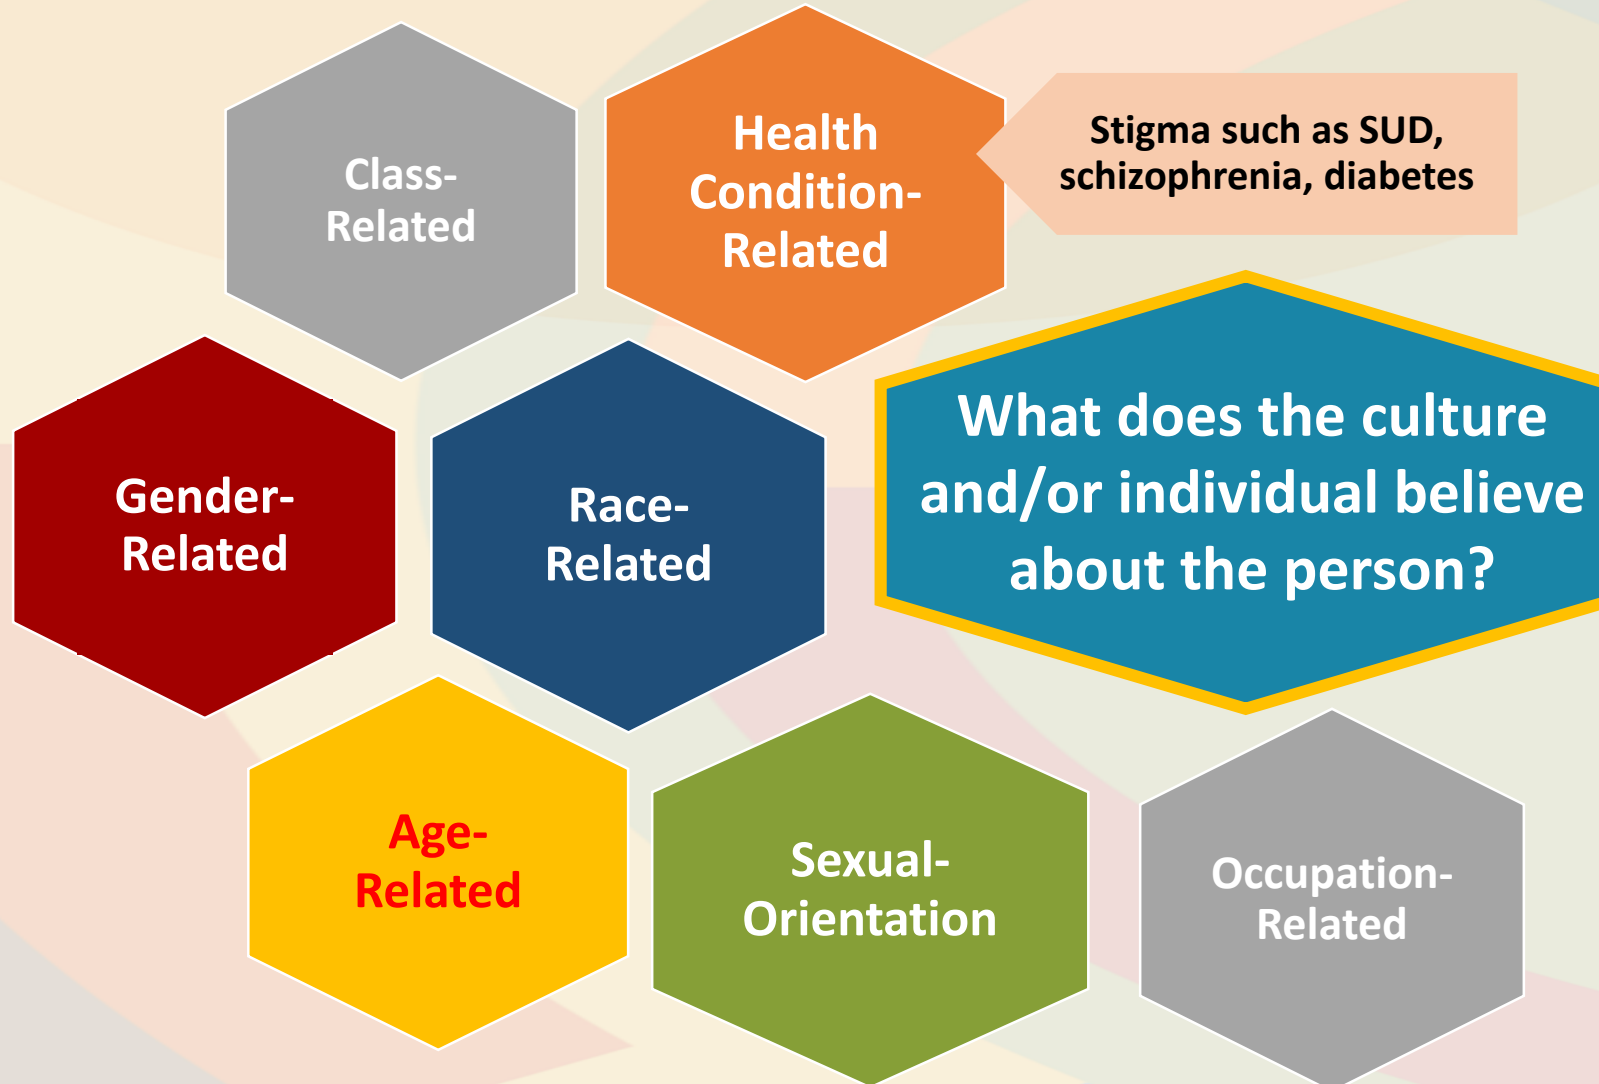 Class-
Related
Health
Condition-
Related
Stigma such as SUD,
schizophrenia, diabetes
Gender-
Related
Race-
Related
What does the culture
and/or individual believe
about the person?
Age-
Related
Sexual-
Orientation
Occupation-
Related